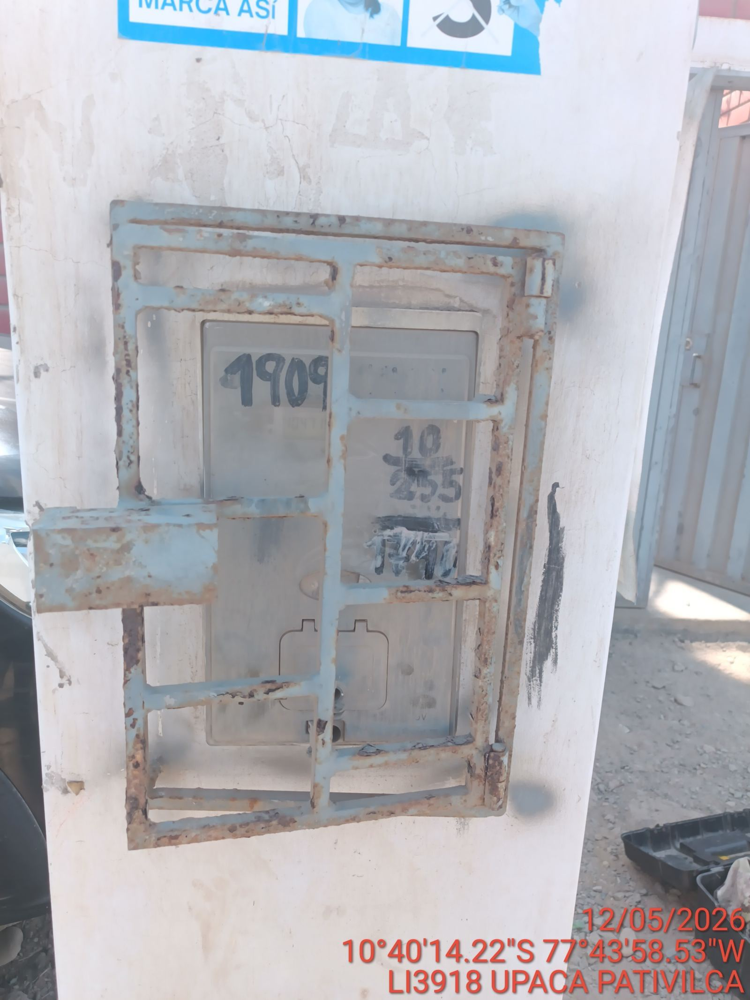 MARCA ASÍ
1909
10
255
12/05/2026
10°40'14.22"S 77°43'58.53"W
LI3918 UPACA PATIVILCA